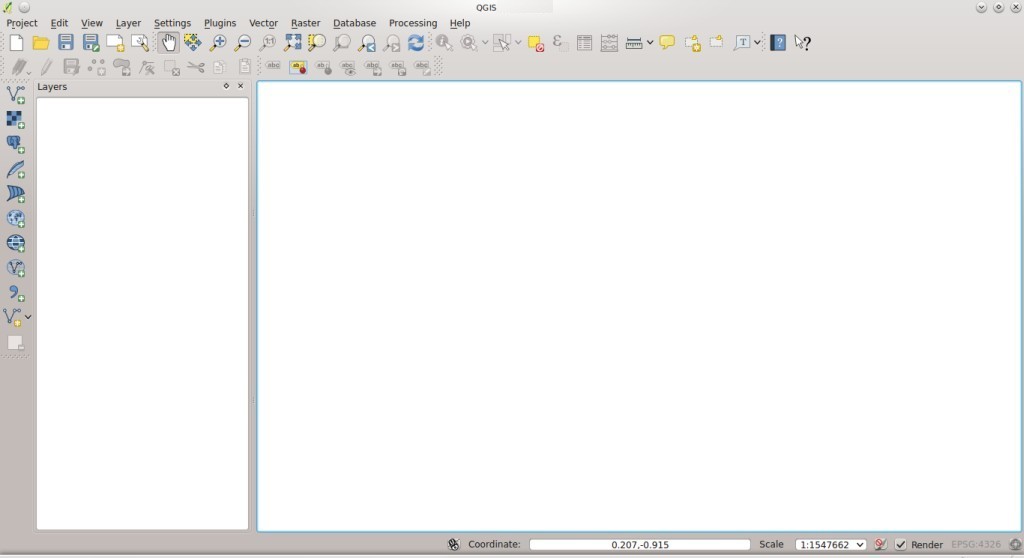 QGIS
Project Edit View Layer Settings Plugins Vector Raster Database Processing Help
Layers
Coordinate: 0.207,-0.915 Scale 1:1547662 Render EPSG:4326